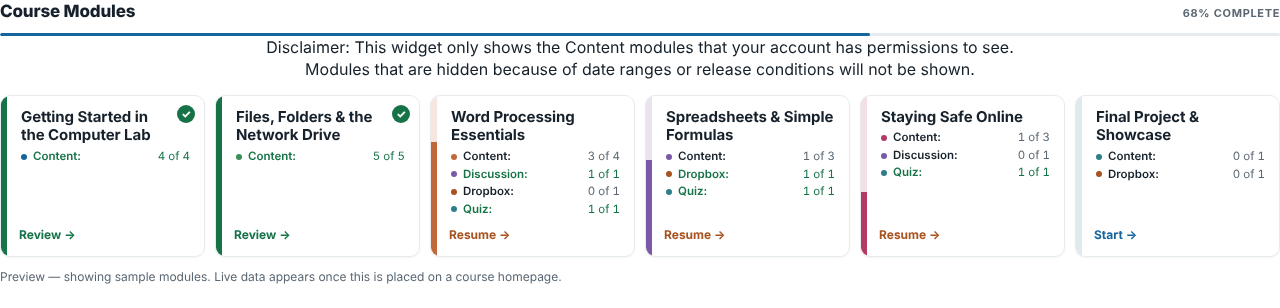 Course Modules
68% COMPLETE
Disclaimer: This widget only shows the Content modules that your account has permissions to see.
Modules that are hidden because of date ranges or release conditions will not be shown.
Getting Started in
the Computer Lab
Content: 4 of 4
Review →
Files, Folders & the
Network Drive
Content: 5 of 5
Review →
Word Processing
Essentials
Content: 3 of 4
Discussion: 1 of 1
Dropbox: 0 of 1
Quiz: 1 of 1
Resume →
Spreadsheets & Simple
Formulas
Content: 1 of 3
Dropbox: 1 of 1
Quiz: 1 of 1
Resume →
Staying Safe Online
Content: 1 of 3
Discussion: 0 of 1
Quiz: 1 of 1
Resume →
Final Project &
Showcase
Content: 0 of 1
Dropbox: 0 of 1
Start →
Preview — showing sample modules. Live data appears once this is placed on a course homepage.